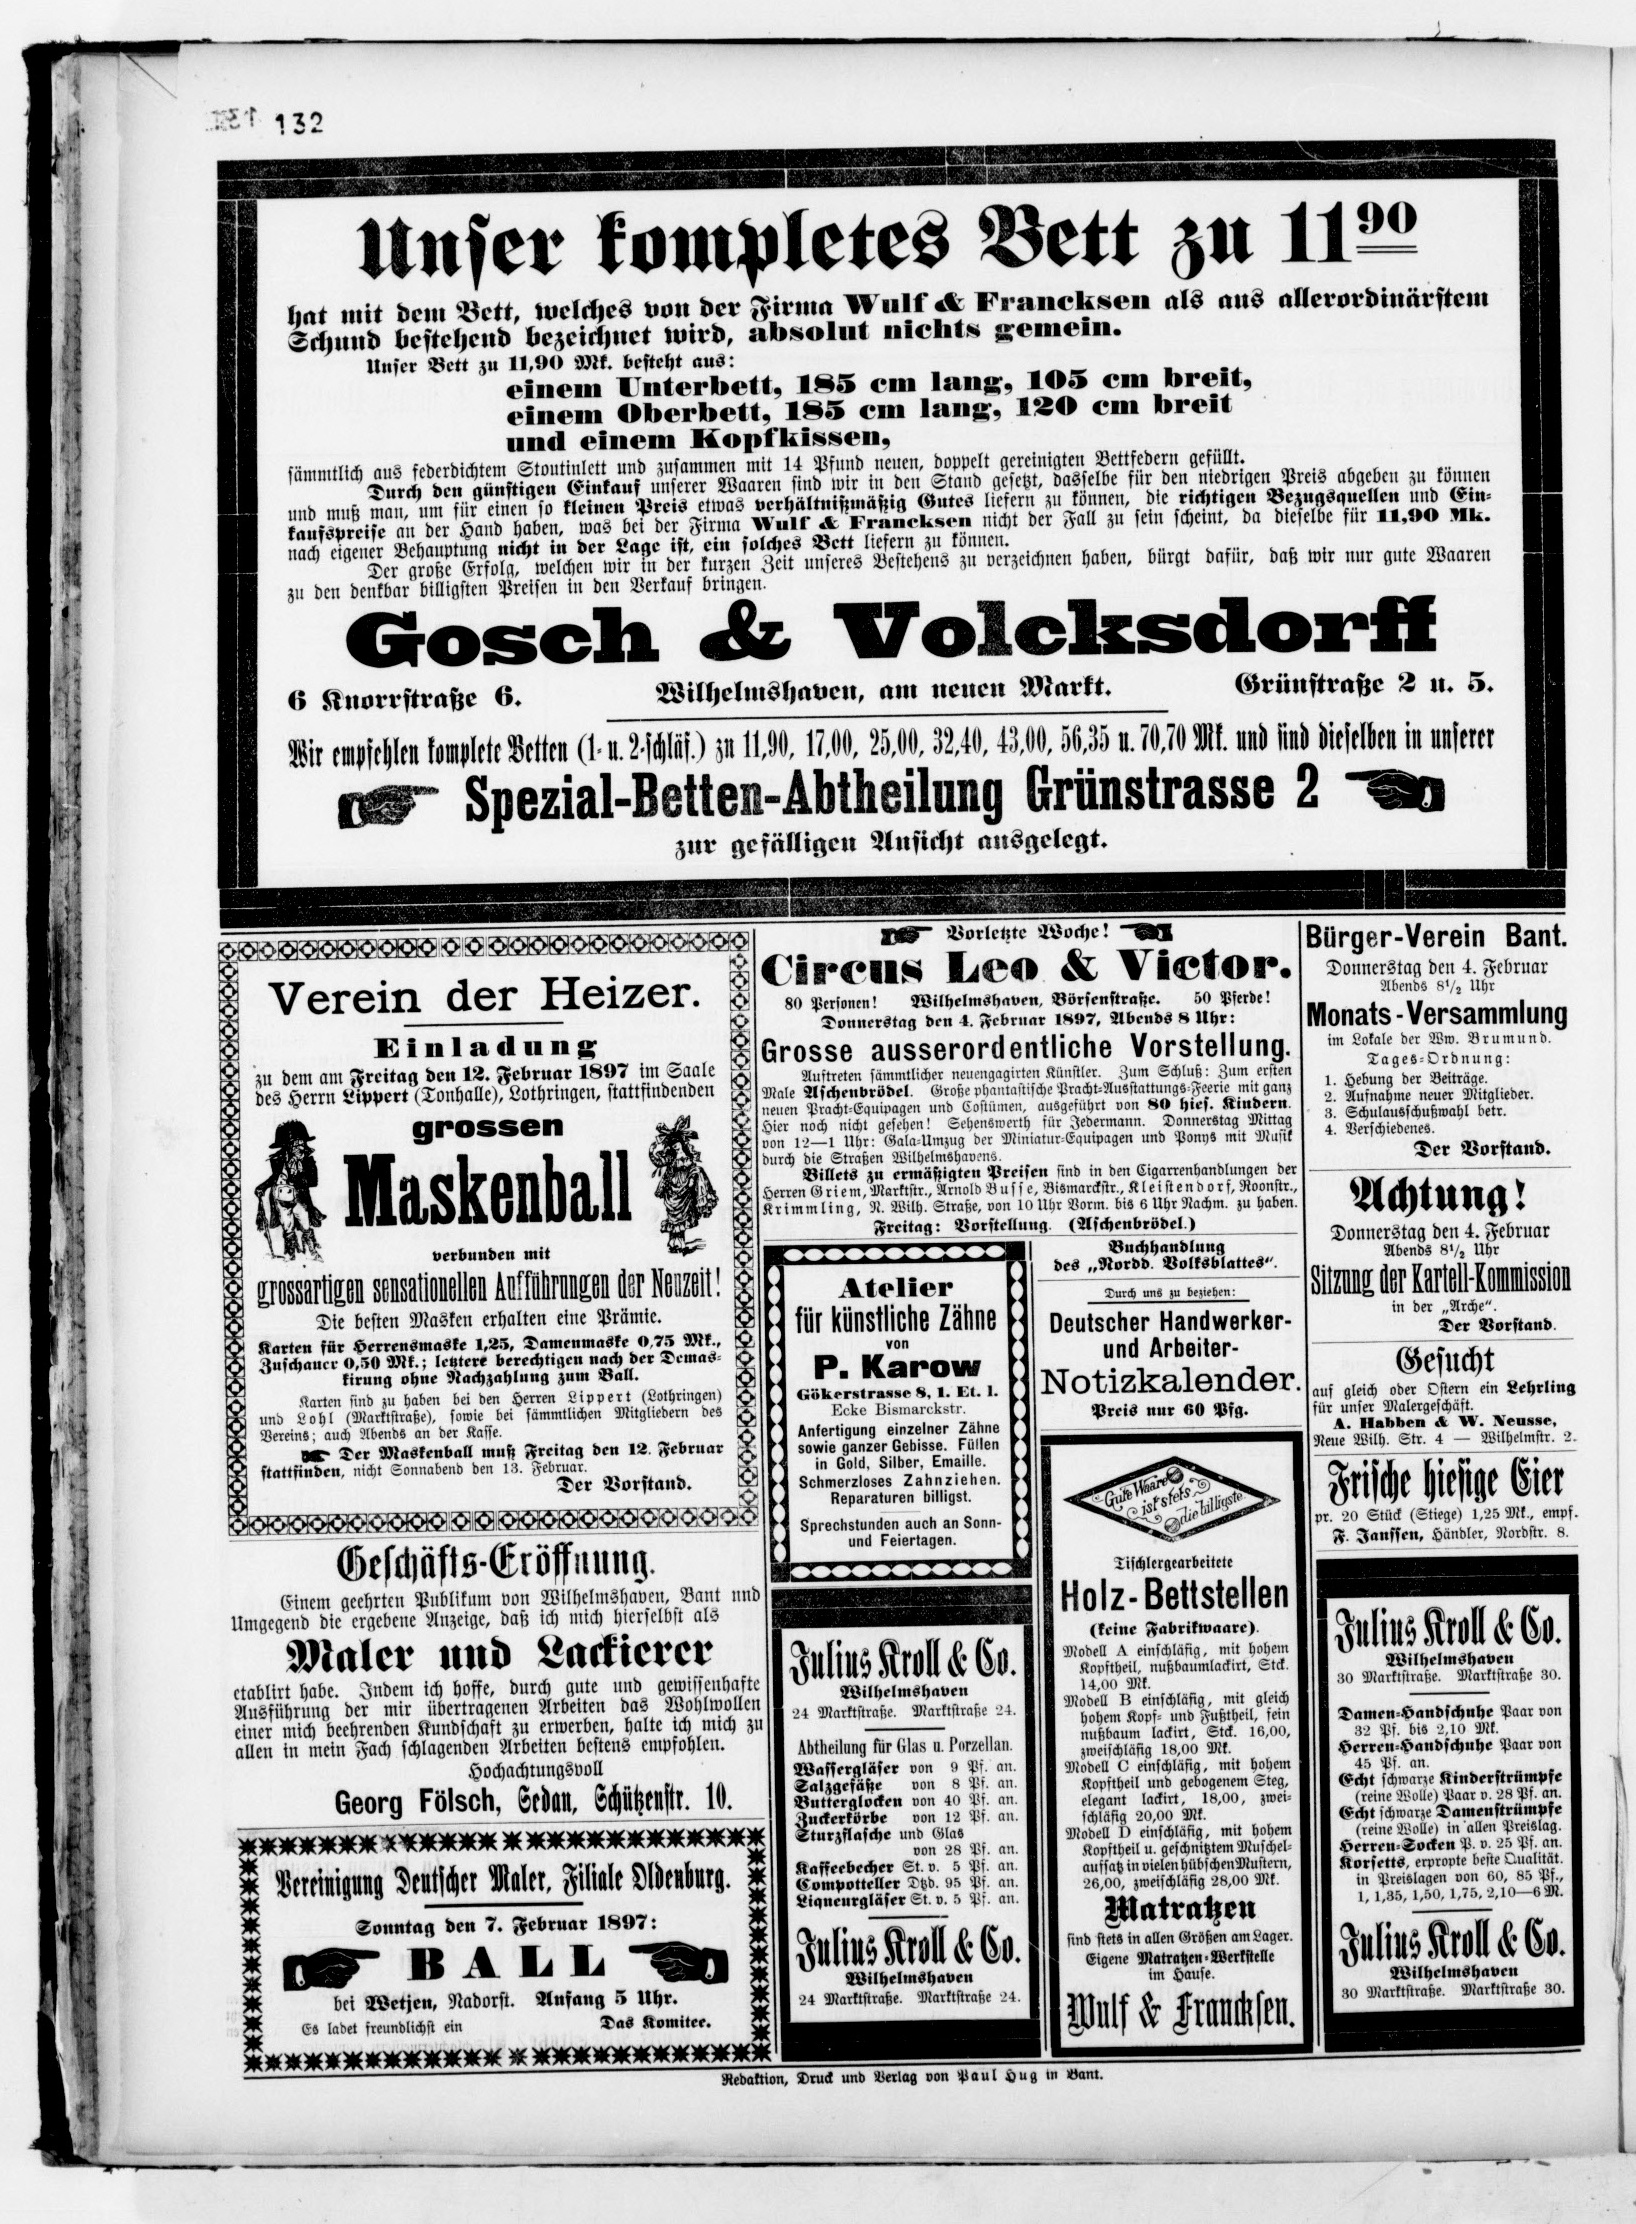 132
Unser kompletes Bett zu 11 90
hat mit dem Bett, welches von der Firma Wulf & Francksen als aus allerordinärstem
Schund bestehend bezeichnet wird, absolut nichts gemein.
Unser Bett zu 11,90 Mk. besteht aus:
einem Unterbett, 185 cm lang, 105 cm breit,
einem Oberbett, 185 cm lang, 120 cm breit
und einem Kopfkissen,
sämmtlich aus federdichtem Stoutinlett und zusammen mit 14 Pfund neuen, doppelt gereinigten Bettfedern gefüllt.
Durch den günstigen Einkauf unserer Waaren sind wir in den Stand gesetzt, dasselbe für den niedrigen Preis abgeben zu können
und muß man, um für einen so kleinen Preis etwas verhältnißmäßig Gutes liefern zu können, die richtigen Bezugsquellen und Ein-
kaufspreise an der Hand haben, was bei der Firma Wulf & Francksen nicht der Fall zu sein scheint, da dieselbe für 11,90 Mk.
nach eigener Behauptung nicht in der Lage ist, ein solches Bett liefern zu können.
Der große Erfolg, welchen wir in der kurzen Zeit unseres Bestehens zu verzeichnen haben, bürgt dafür, daß wir nur gute Waaren
zu den denkbar billigsten Preisen in den Verkauf bringen.
Gosch & Volcksdorff
6 Knorrstraße 6. Wilhelmshaven, am neuen Markt. Grünstraße 2 u. 5.
Wir empfehlen komplete Betten (1- u. 2-schläf.) zu 11,90, 17,00, 25,00, 32,40, 43,00, 56,35 u. 70,70 Mk. und sind dieselben in unserer
Spezial-Betten-Abtheilung Grünstrasse 2
zur gefälligen Ansicht ausgelegt.
Verein der Heizer.
Einladung
zu dem am Freitag den 12. Februar 1897 im Saale
des Herrn Lippert (Tonhalle), Lothringen, stattfindenden
grossen
Maskenball
verbunden mit
grossartigen sensationellen Aufführungen der Neuzeit!
Die besten Masken erhalten eine Prämie.
Karten für Herrensmaske 1,25, Damenmaske 0,75 Mk.,
Zuschauer 0,50 Mk.; letztere berechtigen nach der Demas-
kirung ohne Nachzahlung zum Ball.
Karten sind zu haben bei den Herren Lippert (Lothringen)
und Lohl (Marktstraße), sowie bei sämmtlichen Mitgliedern des
Vereins; auch Abends an der Kasse.
Der Maskenball muß Freitag den 12. Februar
stattfinden, nicht Sonnabend den 13. Februar.
Der Vorstand.
Geschäfts-Eröffnung.
Einem geehrten Publikum von Wilhelmshaven, Bant und
Umgegend die ergebene Anzeige, daß ich mich hierselbst als
Maler und Lackierer
etablirt habe. Indem ich hoffe, durch gute und gewissenhafte
Ausführung der mir übertragenen Arbeiten das Wohlwollen
einer mich beehrenden Kundschaft zu erwerben, halte ich mich zu
allen in mein Fach schlagenden Arbeiten bestens empfohlen.
Hochachtungsvoll
Georg Fölsch, Sedan, Schützenstr. 10.
Vereinigung Deutscher Maler, Filiale Oldenburg.
Sonntag den 7. Februar 1897:
BALL
bei Wetjen, Nadorst. Anfang 5 Uhr.
Es ladet freundlichst ein Das Komitee.
Vorletzte Woche!
Circus Leo & Victor.
80 Personen! Wilhelmshaven, Börsenstraße. 50 Pferde!
Donnerstag den 4. Februar 1897, Abends 8 Uhr:
Grosse ausserordentliche Vorstellung.
Auftreten sämmtlicher neuengagirten Künstler. Zum Schluß: Zum ersten
Male Aschenbrödel. Große phantastische Pracht-Ausstattungs-Feerie mit ganz
neuen Pracht-Equipagen und Costümen, ausgeführt von 80 hies. Kindern.
Hier noch nicht gesehen! Sehenswerth für Jedermann. Donnerstag Mittag
von 12—1 Uhr: Gala-Umzug der Miniatur-Equipagen und Ponys mit Musik
durch die Straßen Wilhelmshavens.
Billets zu ermäßigten Preisen sind in den Cigarrenhandlungen der
Herren Griem, Marktstr., Arnold Busse, Bismarckstr., Kleistendorf, Roonstr.,
Krimmling, N. Wilh. Straße, von 10 Uhr Vorm. bis 6 Uhr Nachm. zu haben.
Freitag: Vorstellung. (Aschenbrödel.)
Atelier
für künstliche Zähne
von
P. Karow
Gökerstrasse 8, 1. Et. l.
Ecke Bismarckstr.
Anfertigung einzelner Zähne
sowie ganzer Gebisse. Füllen
in Gold, Silber, Emaille.
Schmerzloses Zahnziehen.
Reparaturen billigst.
Sprechstunden auch an Sonn-
und Feiertagen.
Julius Kroll & Co.
Wilhelmshaven
24 Marktstraße. Marktstraße 24.
Abtheilung für Glas u. Porzellan.
Wassergläser von 9 Pf. an.
Salzgefäße von 8 Pf. an.
Butterglocken von 40 Pf. an.
Zuckerkörbe von 12 Pf. an.
Sturzflasche und Glas
von 28 Pf. an.
Kaffeebecher St. v. 5 Pf. an.
Compotteller Dtzd. 95 Pf. an.
Liqueurgläser St. v. 5 Pf. an.
Julius Kroll & Co.
Wilhelmshaven
24 Marktstraße. Marktstraße 24.
Buchhandlung
des „Nordd. Volksblattes“.
Durch uns zu beziehen:
Deutscher Handwerker-
und Arbeiter-
Notizkalender.
Preis nur 60 Pfg.
Gute Waare
ist stets
die billigste
Tischlergearbeitete
Holz-Bettstellen
(keine Fabrikwaare).
Modell A einschläfig, mit hohem
Kopftheil, nußbaumlackirt, Stck.
14,00 Mk.
Modell B einschläfig, mit gleich
hohem Kopf- und Fußtheil, fein
nußbaum lackirt, Stck. 16,00,
zweischläfig 18,00 Mk.
Modell C einschläfig, mit hohem
Kopftheil und gebogenem Steg,
elegant lackirt, 18,00, zwei-
schläfig 20,00 Mk.
Modell D einschläfig, mit hohem
Kopftheil u. geschnitztem Muschel-
aufsatz in vielen hübschen Mustern,
26,00, zweischläfig 28,00 Mk.
Matratzen
sind stets in allen Größen am Lager.
Eigene Matratzen-Werkstelle
im Hause.
Wulf & Francksen.
Bürger-Verein Bant.
Donnerstag den 4. Februar
Abends 8 1/2 Uhr
Monats-Versammlung
im Lokale der Ww. Brumund.
Tages-Ordnung:
1. Hebung der Beiträge.
2. Aufnahme neuer Mitglieder.
3. Schulausschußwahl betr.
4. Verschiedenes.
Der Vorstand.
Achtung!
Donnerstag den 4. Februar
Abends 8 1/2 Uhr
Sitzung der Kartell-Kommission
in der „Arche“.
Der Vorstand.
Gesucht
auf gleich oder Ostern ein Lehrling
für unser Malergeschäft.
A. Habben & W. Neusse,
Neue Wilh. Str. 4 — Wilhelmstr. 2.
Frische hiesige Eier
pr. 20 Stück (Stiege) 1,25 Mk., empf.
F. Janssen, Händler, Nordstr. 8.
Julius Kroll & Co.
Wilhelmshaven
30 Marktstraße. Marktstraße 30.
Damen-Handschuhe Paar von
32 Pf. bis 2,10 Mk.
Herren-Handschuhe Paar von
45 Pf. an.
Echt schwarze Kinderstrümpfe
(reine Wolle) Paar v. 28 Pf. an.
Echt schwarze Damenstrümpfe
(reine Wolle) in allen Preislag.
Herren-Socken P. v. 25 Pf. an.
Korsetts, erpropte beste Qualität.
in Preislagen von 60, 85 Pf.,
1, 1,35, 1,50, 1,75, 2,10—6 M.
Julius Kroll & Co.
Wilhelmshaven
30 Marktstraße. Marktstraße 30.
Redaktion, Druck und Verlag von Paul Hug in Bant.